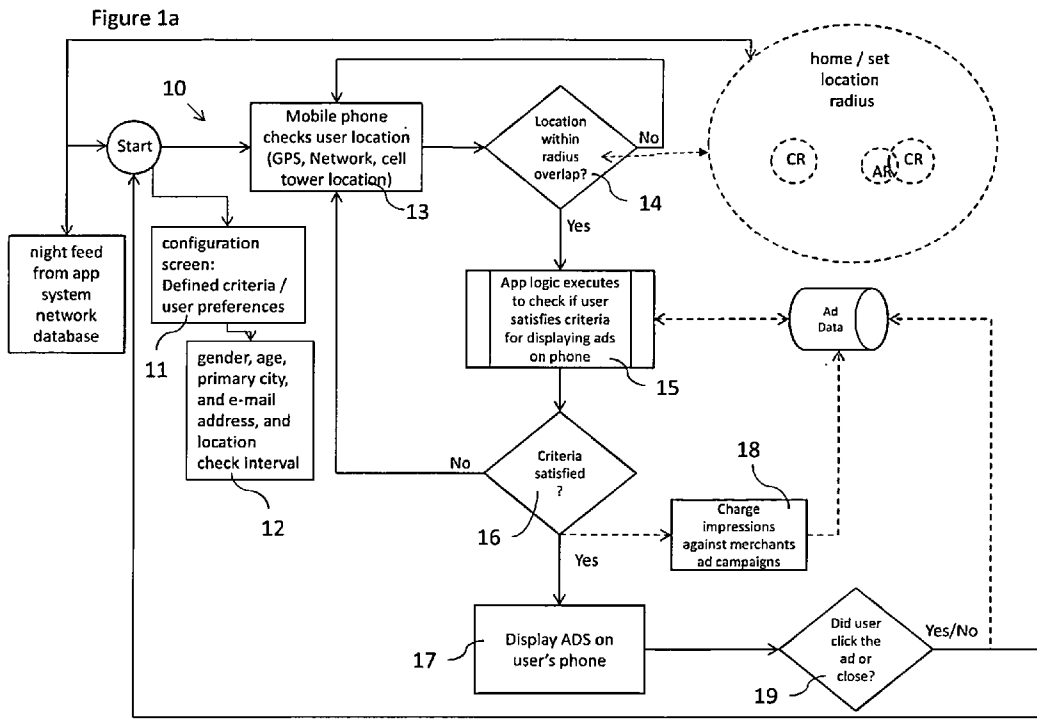 Figure 1a
10
Start
Mobile phone
checks user location
(GPS, Network, cell
tower location)
13
Location
within
radius
overlap?
No
14
Yes
home / set
location
radius
CR
AR
CR
night feed
from app
system
network
database
configuration
screen:
Defined criteria /
user preferences
11
gender, age,
primary city,
and e-mail
address, and
location
check interval
12
App logic executes
to check if user
satisfies criteria
for displaying ads
on phone
15
Ad
Data
Criteria
satisfied
?
No
16
Yes
18
Charge
impressions
against merchants
ad campaigns
Display ADS on
user's phone
17
Did user
click the
ad or
close?
Yes/No
19